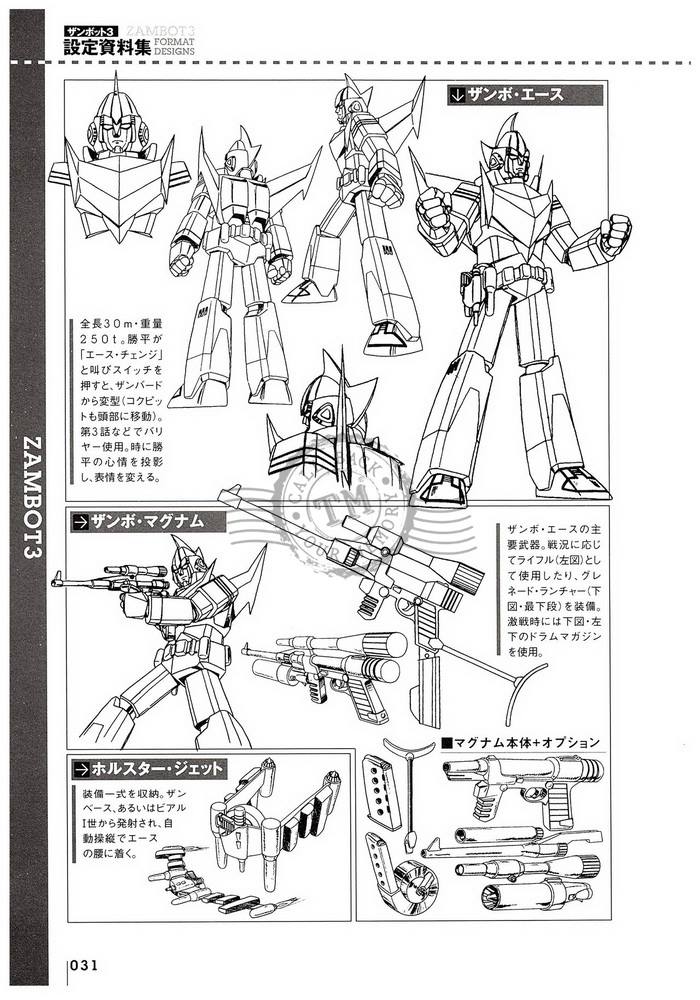 ザンボット3
ZAMBOT3
設定資料集
FORMAT
DESIGNS
↓ザンボ・エース
全長30m・重量
250t。勝平が
「エース・チェンジ」
と叫びスイッチを
押すと、ザンバード
から変型(コクピッ
トも頭部に移動)。
第3話などでバリ
ヤー使用。時に勝
平の心情を投影
し、表情を変える。
→ザンボ・マグナム
ザンボ・エースの主
要武器。戦況に応じ
てライフル(左図)とし
て使用したり、グレ
ネード・ランチャー(下
図・最下段)を装備。
激戦時には下図・左
下のドラムマガジン
を使用。
■マグナム本体+オプション
→ホルスター・ジェット
装備一式を収納。ザン
ベース、あるいはビアル
I世から発射され、自
動操縦でエース
の腰に着く。
ZAMBOT3
031
TM
YOUR MEMORY